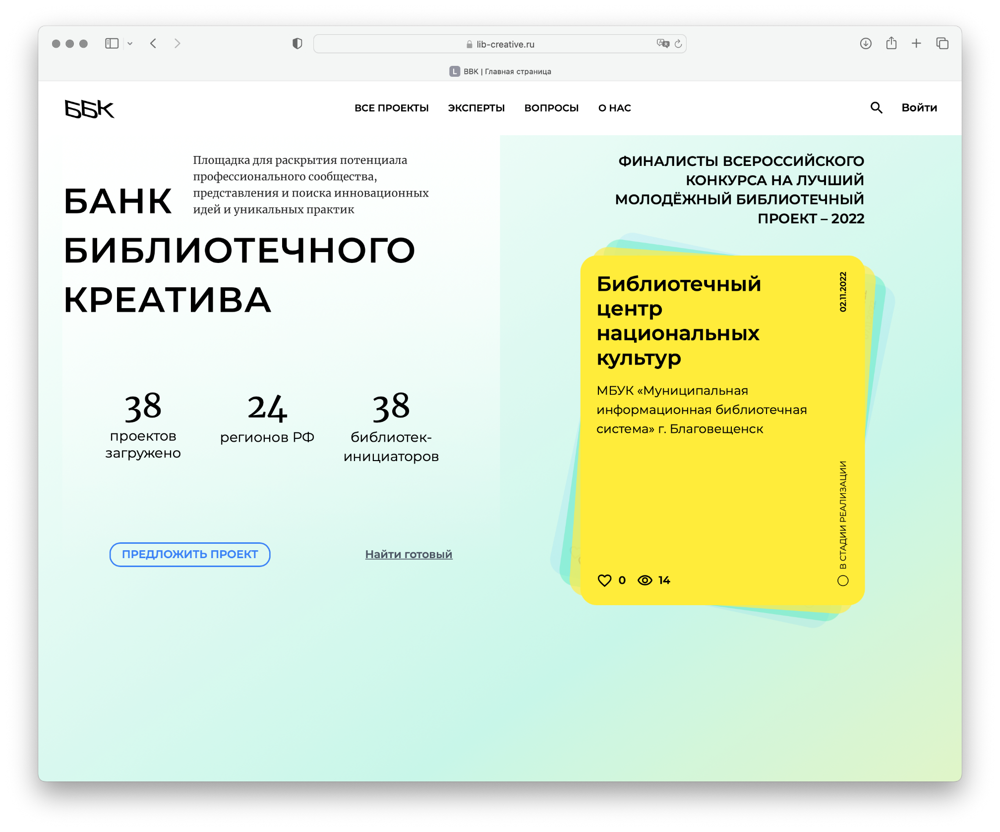 lib-creative.ru
L BBK | Главная страница
ББК
ВСЕ ПРОЕКТЫ ЭКСПЕРТЫ ВОПРОСЫ О НАС
Войти
Площадка для раскрытия потенциала
профессионального сообщества,
представления и поиска инновационных
идей и уникальных практик
БАНК
БИБЛИОТЕЧНОГО
КРЕАТИВА
38
проектов
загружено
24
регионов РФ
38
библиотек-
инициаторов
ПРЕДЛОЖИТЬ ПРОЕКТ
Найти готовый
ФИНАЛИСТЫ ВСЕРОССИЙСКОГО
КОНКУРСА НА ЛУЧШИЙ
МОЛОДЁЖНЫЙ БИБЛИОТЕЧНЫЙ
ПРОЕКТ – 2022
Библиотечный
центр
национальных
культур
02.11.2022
МБУК «Муниципальная
информационная библиотечная
система» г. Благовещенск
В СТАДИИ РЕАЛИЗАЦИИ
0 14